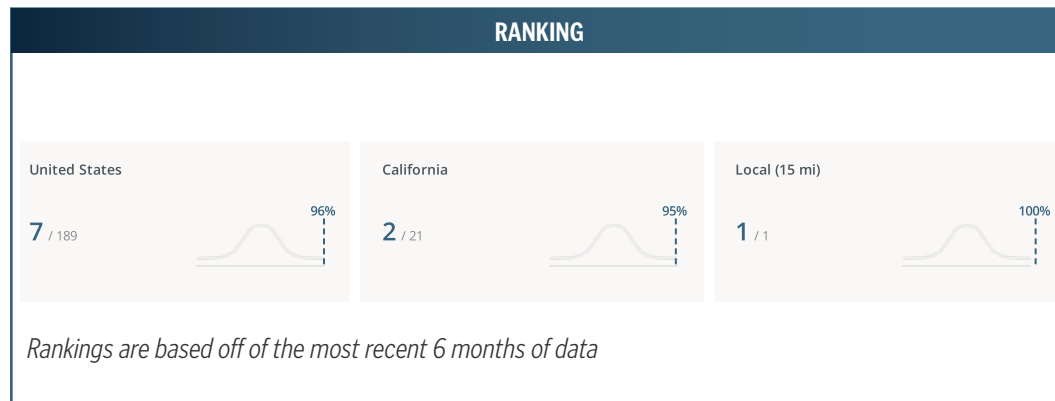 RANKING
United States
96%
7 / 189
California
95%
2 / 21
Local (15 mi)
100%
1 / 1
Rankings are based off of the most recent 6 months of data